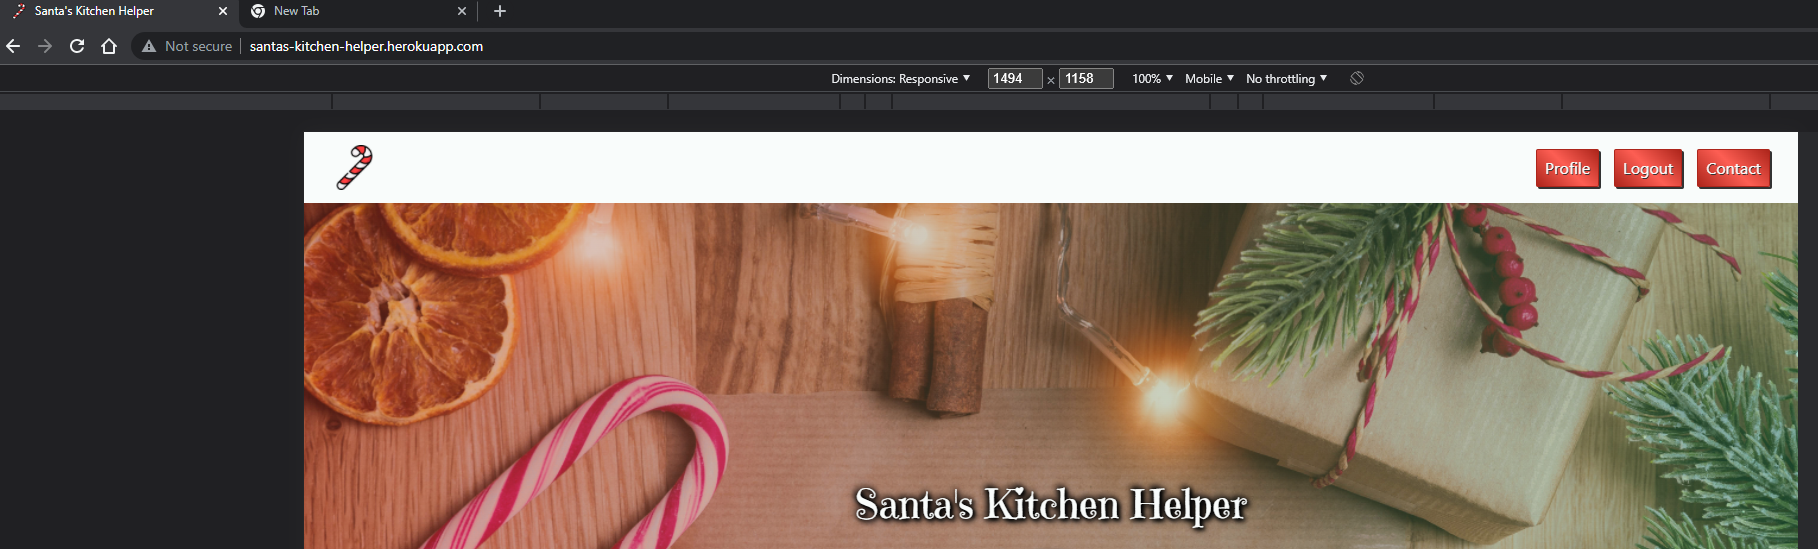 Santa's Kitchen Helper
New Tab
Not secure
santas-kitchen-helper.herokuapp.com
Dimensions: Responsive 1494 × 1158 100% Mobile No throttling
Profile
Logout
Contact
Santa's Kitchen Helper